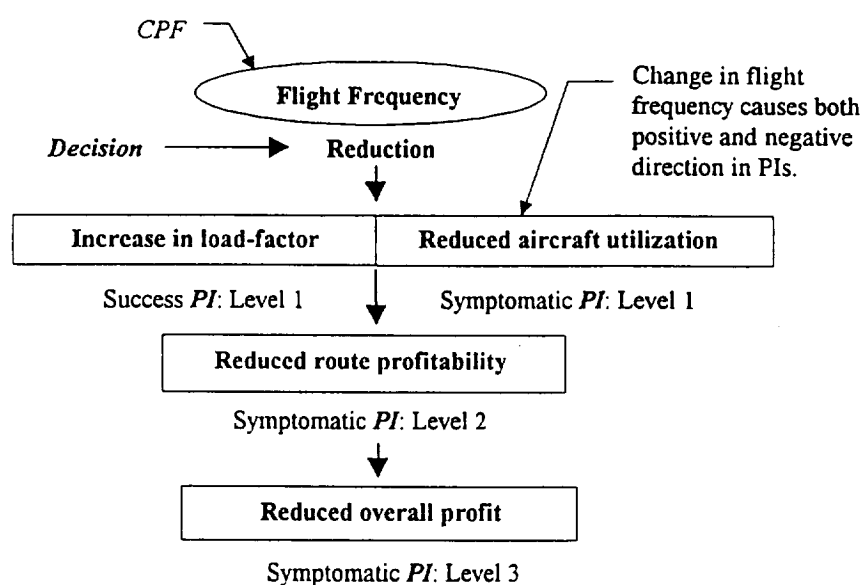 CPF
Flight Frequency
Change in flight
frequency causes both
positive and negative
direction in PIs.
Decision
Reduction
Increase in load-factor
Reduced aircraft utilization
Success PI: Level 1
Symptomatic PI: Level 1
Reduced route profitability
Symptomatic PI: Level 2
Reduced overall profit
Symptomatic PI: Level 3